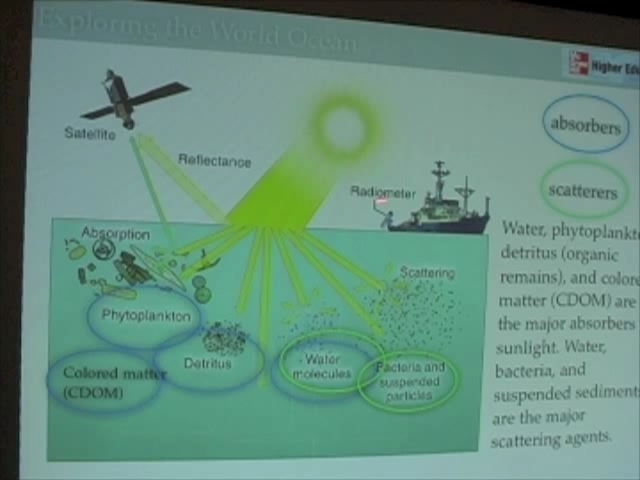 Exploring the World Ocean
Higher Edu
absorbers
scatterers
Satellite
Reflectance
Radiometer
Absorption
Scattering
Phytoplankton
Detritus
Colored matter
(CDOM)
Water
molecules
Bacteria and
suspended
particles
Water, phytoplankt
detritus (organic
remains), and colore
matter (CDOM) are
the major absorbers
sunlight. Water,
bacteria, and
suspended sediments
are the major
scattering agents.